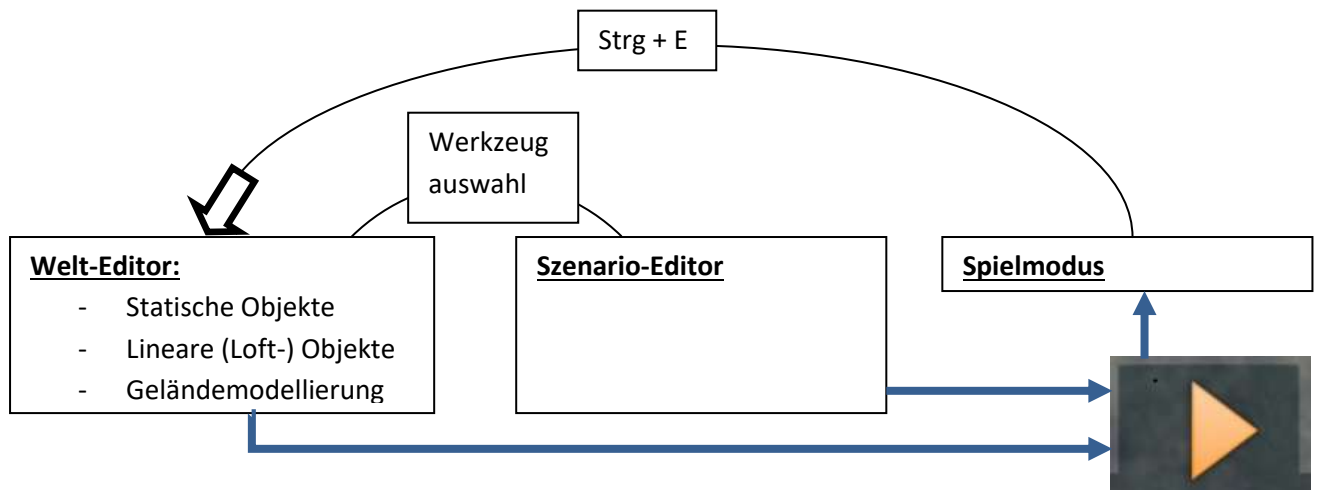 Strg + E
Werkzeug
auswahl
Welt-Editor:
- Statische Objekte
- Lineare (Loft-) Objekte
- Geländemodellierung
Szenario-Editor
Spielmodus